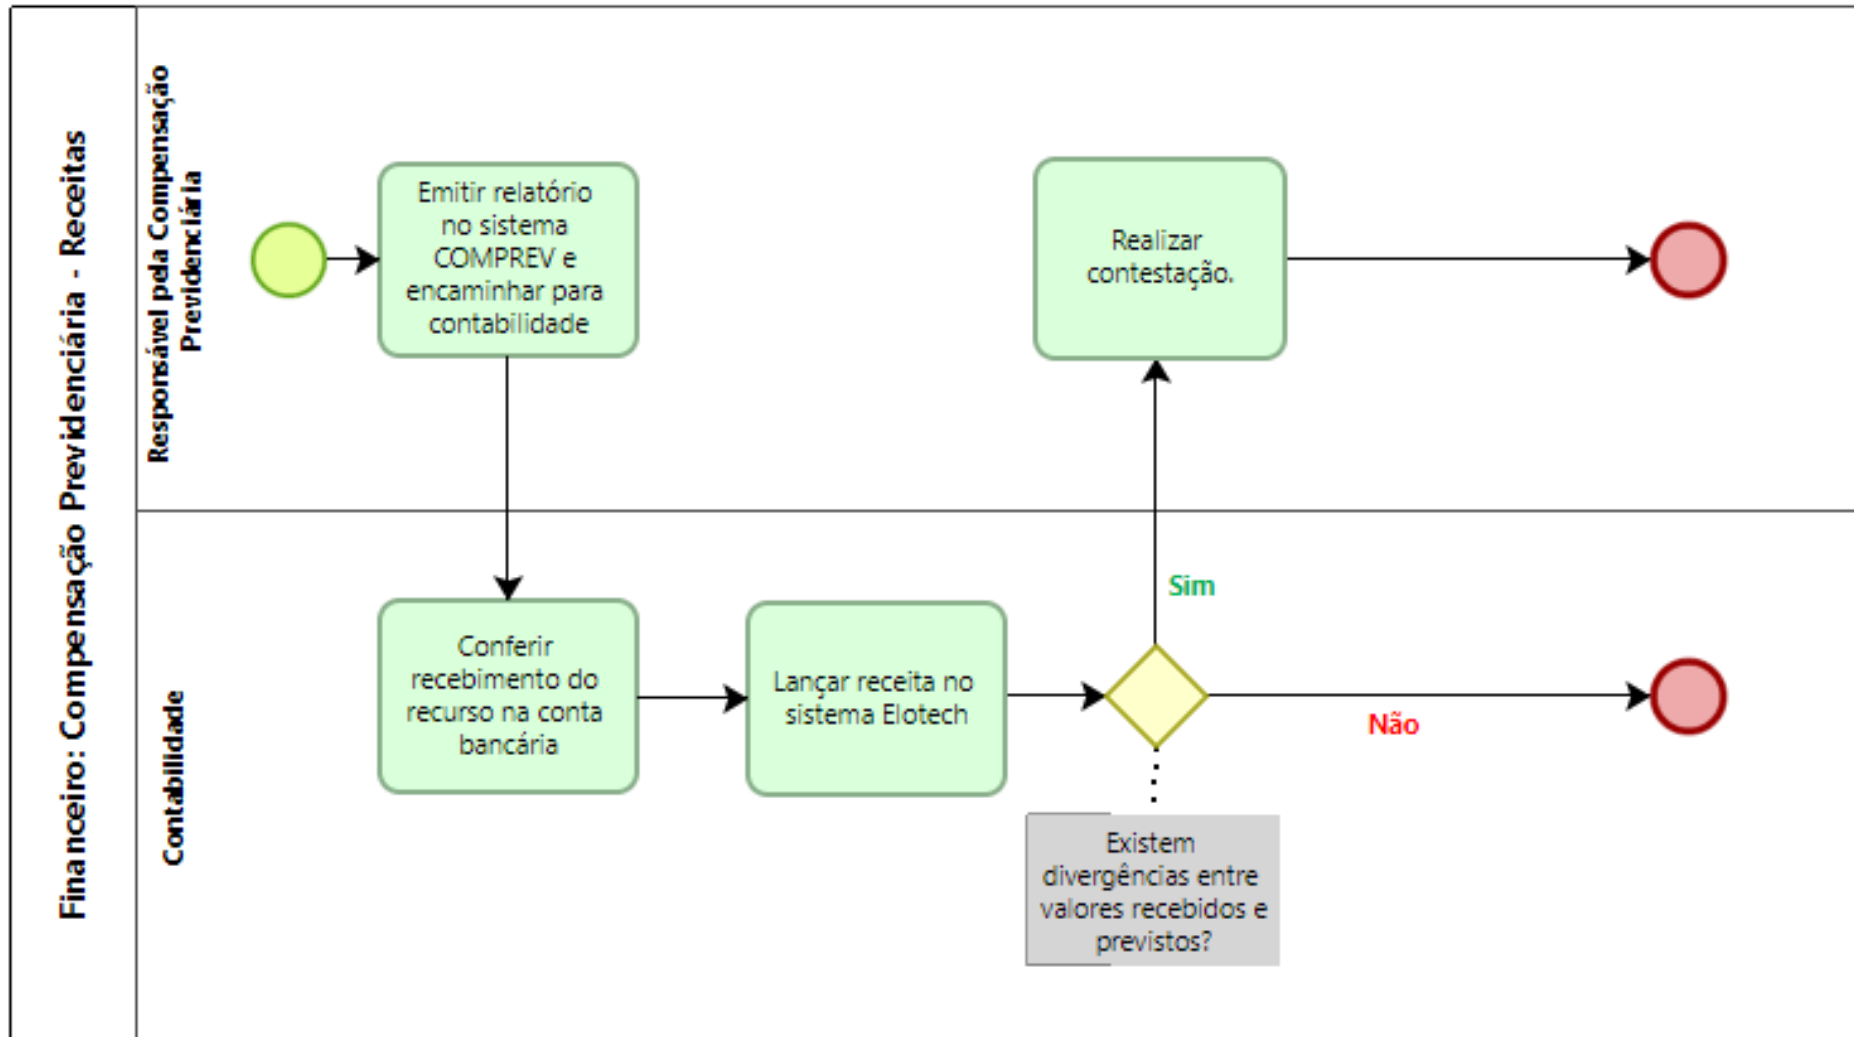 Financeiro: Compensação Previdenciária - Receitas
Responsável pela Compensação
Previdenciária
Emitir relatório
no sistema
COMPREV e
encaminhar para
contabilidade
Realizar
contestação.
Contabilidade
Conferir
recebimento do
recurso na conta
bancária
Lançar receita no
sistema Elotech
Sim
Não
Existem
divergências entre
valores recebidos e
previstos?